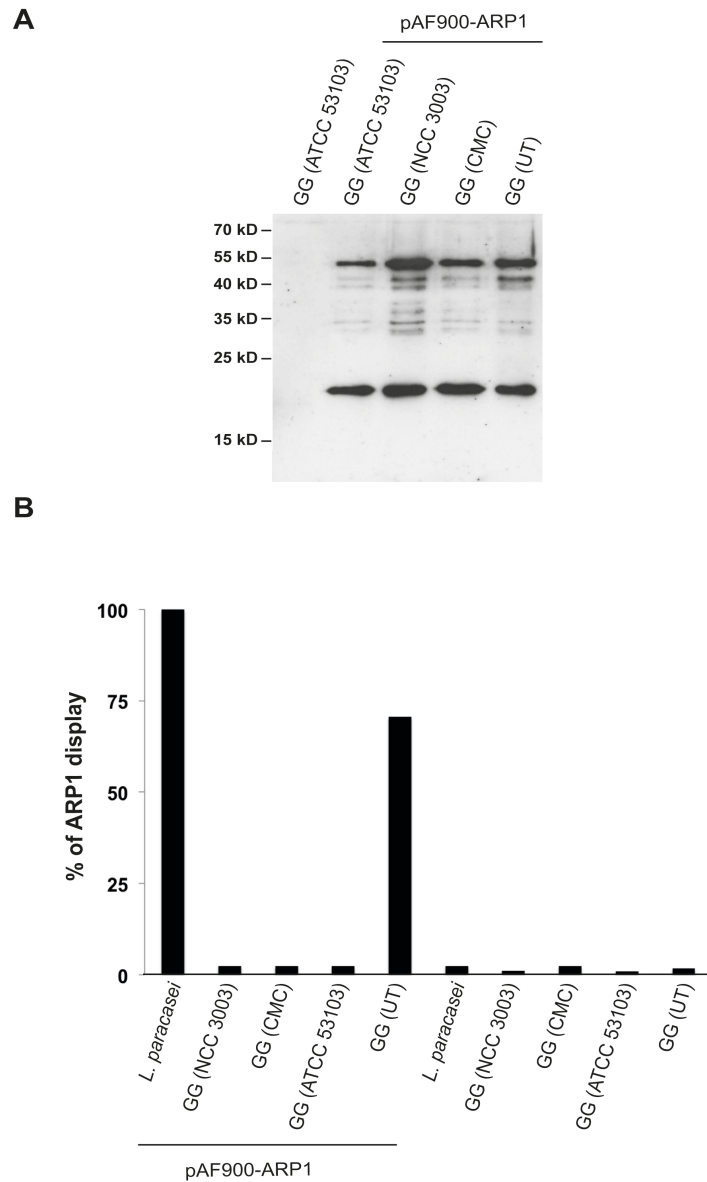 A
pAF900-ARP1
GG (ATCC 53103)
GG (ATCC 53103)
GG (NCC 3003)
GG (CMC)
GG (UT)
70 kD
55 kD
40 kD
35 kD
25 kD
15 kD
B
% of ARP1 display
100
75
50
25
0
L. paracasei
GG (NCC 3003)
GG (CMC)
GG (ATCC 53103)
GG (UT)
L. paracasei
GG (NCC 3003)
GG (CMC)
GG (ATCC 53103)
GG (UT)
pAF900-ARP1